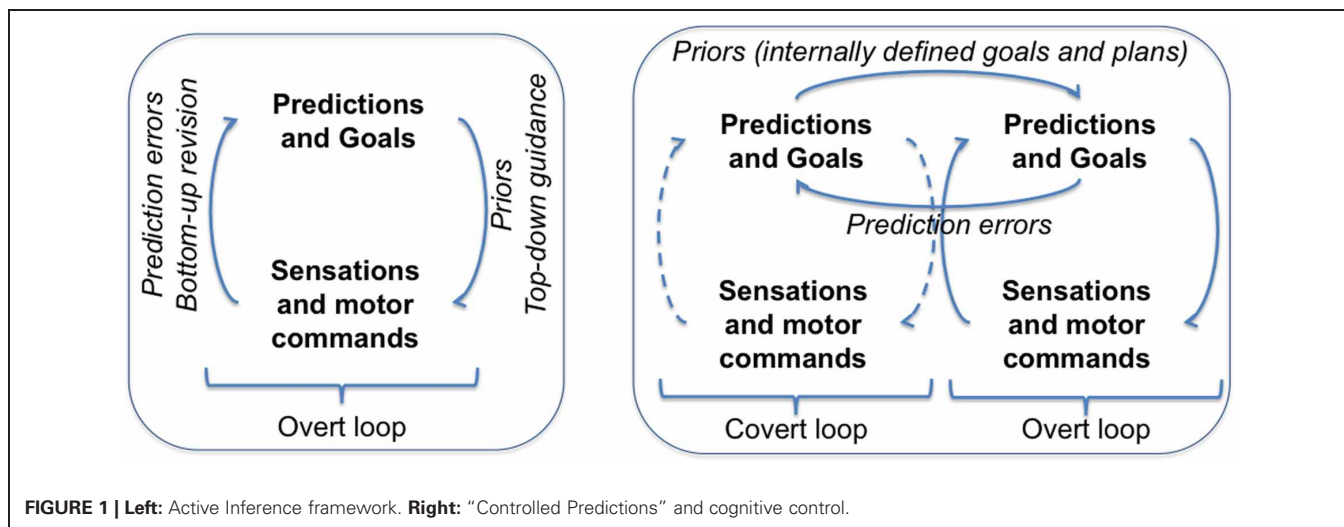 Prediction errors
Bottom-up revision
Predictions
and Goals
Priors
Top-down guidance
Sensations
and motor
commands
Overt loop
Priors (internally defined goals and plans)
Predictions
and Goals
Predictions
and Goals
Prediction errors
Sensations
and motor
commands
Sensations
and motor
commands
Covert loop
Overt loop
FIGURE 1 | Left: Active Inference framework. Right: “Controlled Predictions” and cognitive control.